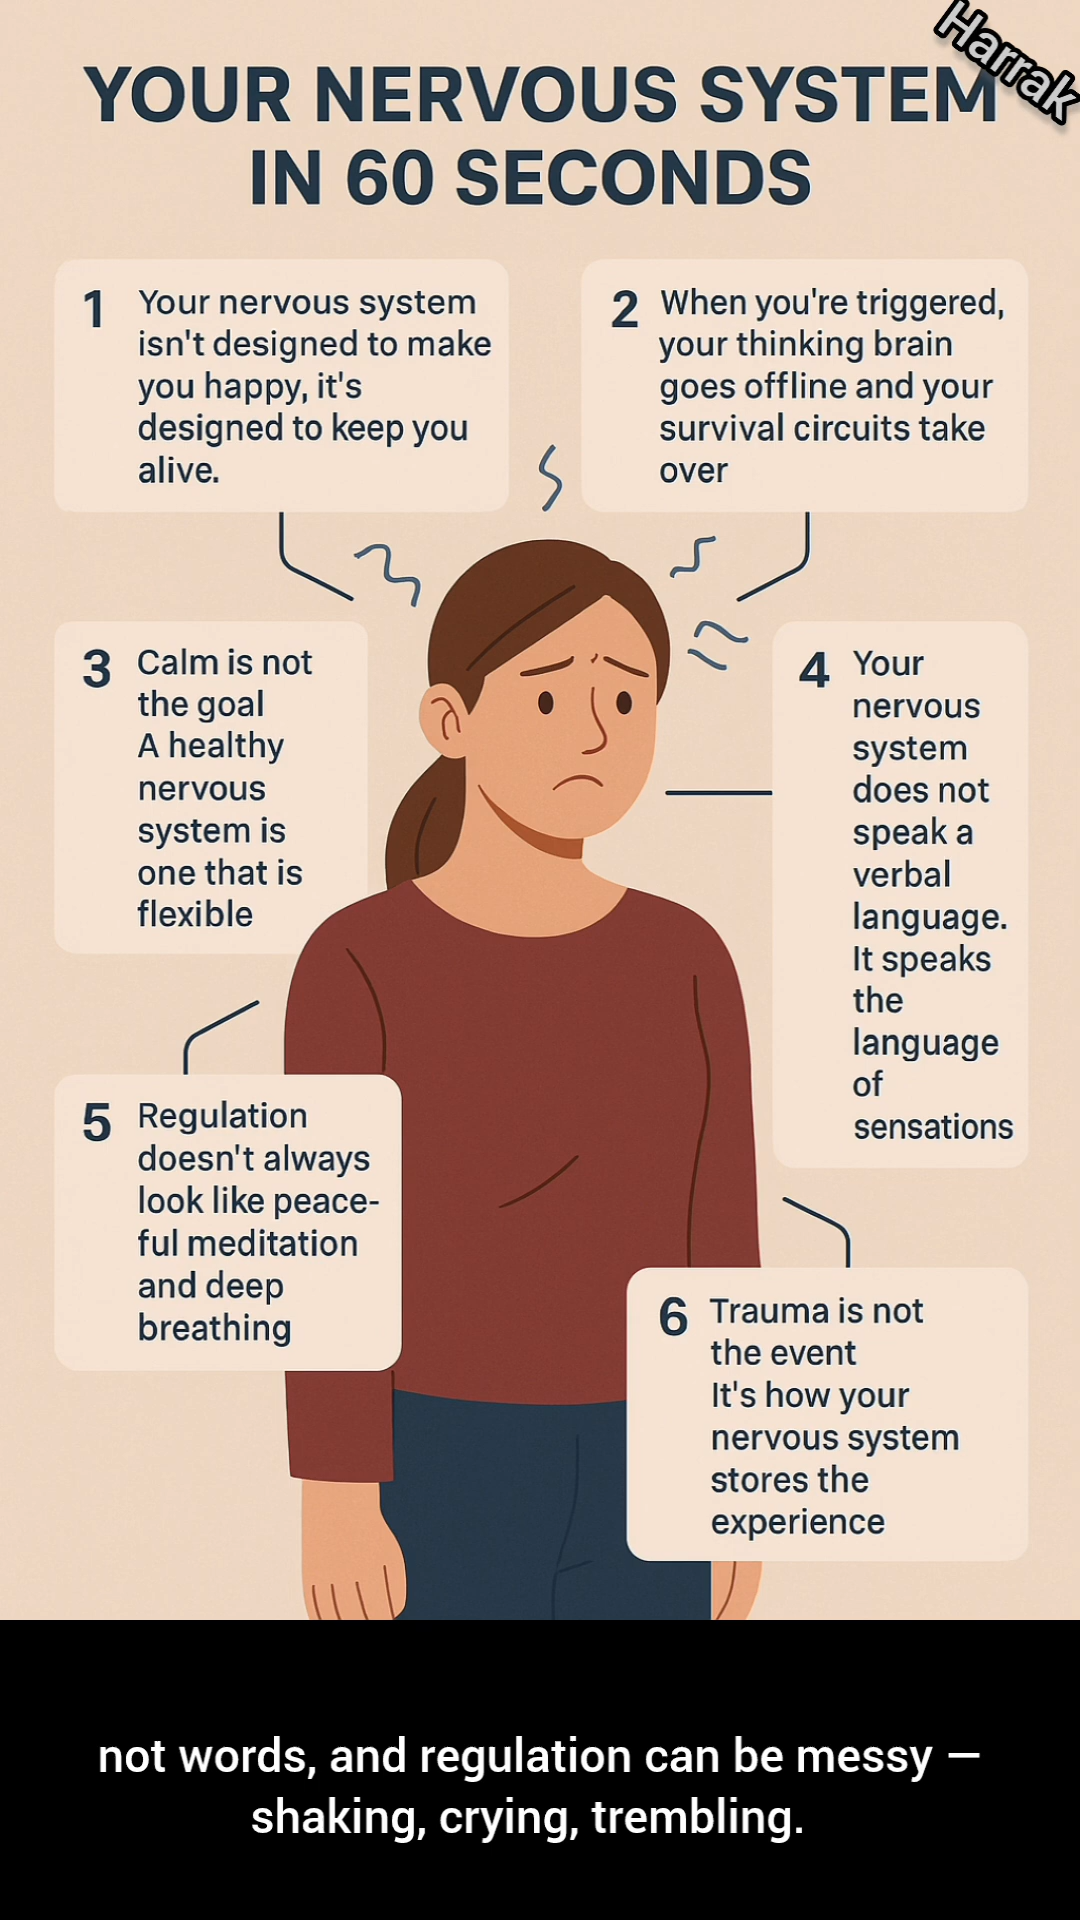 Harrak
YOUR NERVOUS SYSTEM
IN 60 SECONDS
1 Your nervous system
isn't designed to make
you happy, it's
designed to keep you
alive.
2 When you're triggered,
your thinking brain
goes offline and your
survival circuits take
over
3 Calm is not
the goal
A healthy
nervous
system is
one that is
flexible
4 Your
nervous
system
does not
speak a
verbal
language.
It speaks
the
language
of
sensations
5 Regulation
doesn't always
look like peace-
ful meditation
and deep
breathing
6 Trauma is not
the event
It's how your
nervous system
stores the
experience
not words, and regulation can be messy —
shaking, crying, trembling.